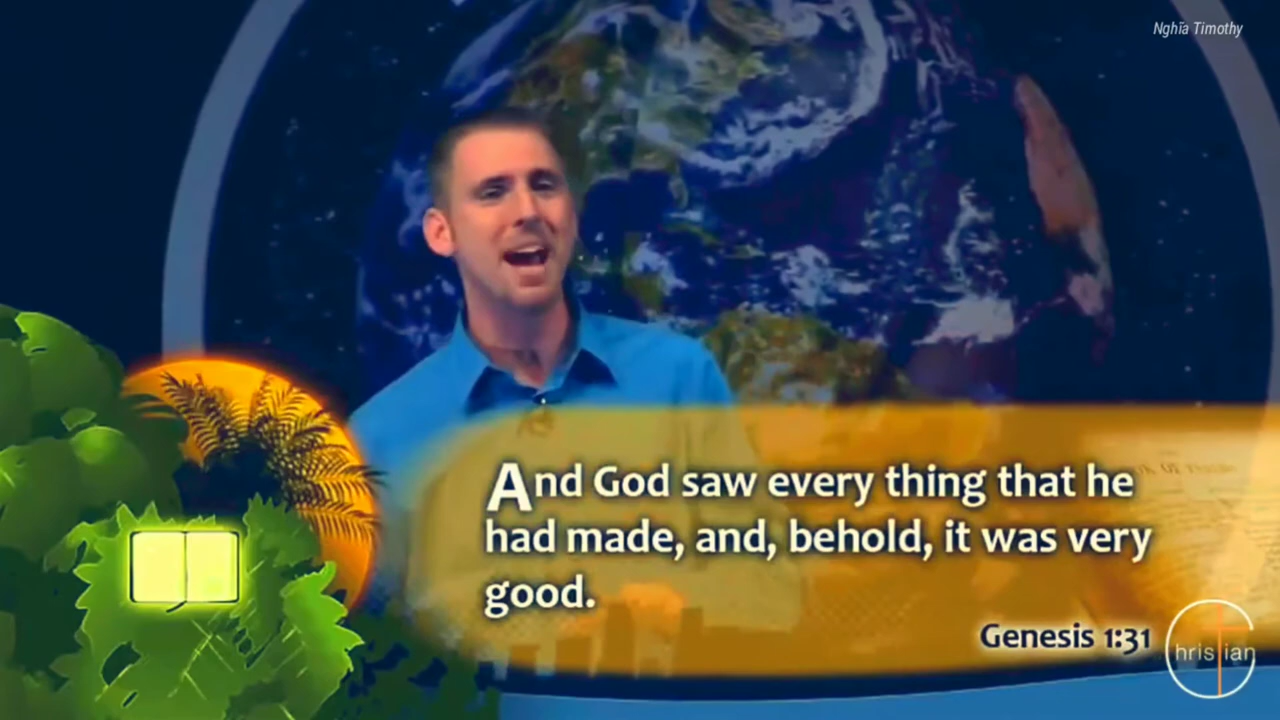 Nghĩa Timothy
And God saw every thing that he
had made, and, behold, it was very
good.
Genesis 1:31
hristian